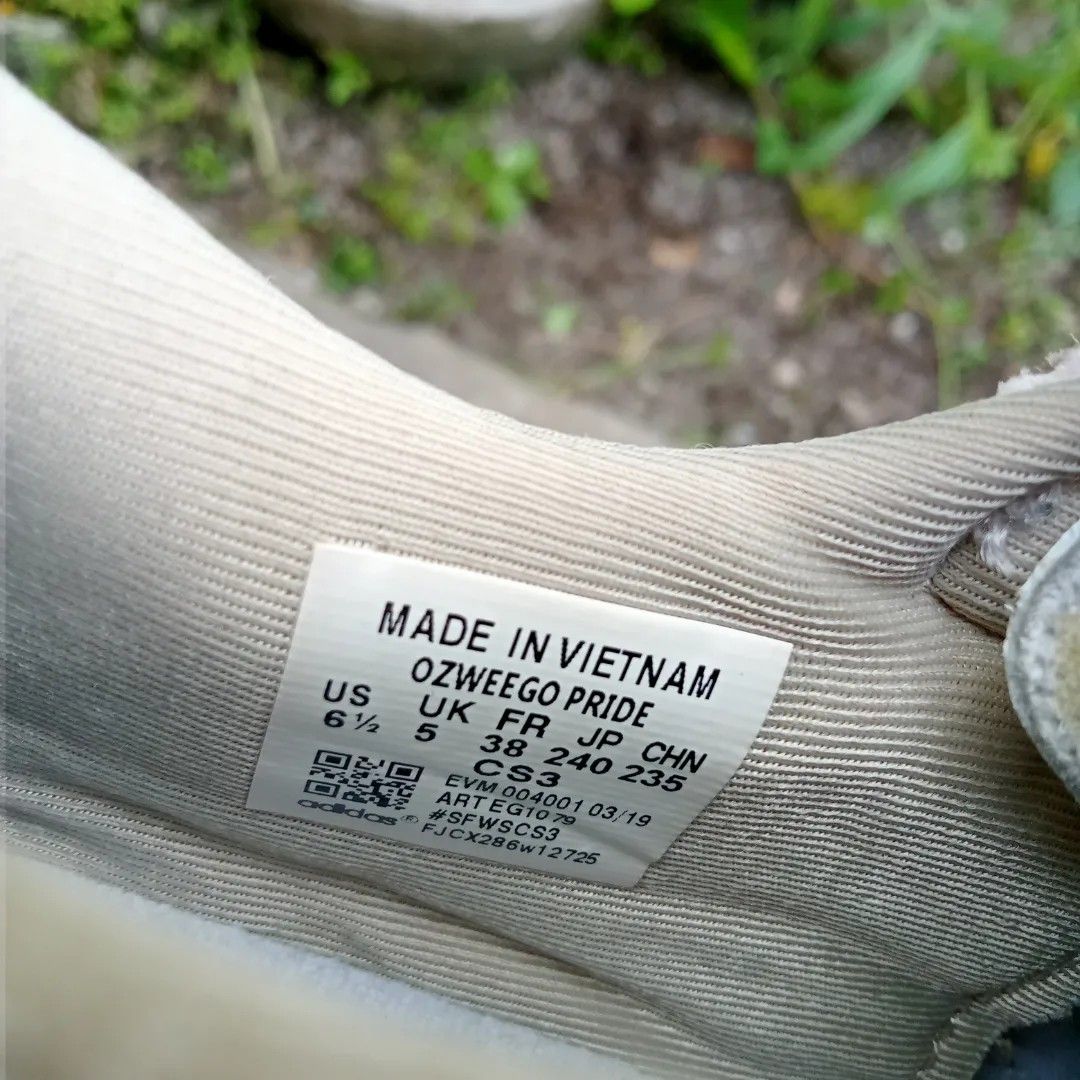 MADE IN VIETNAM
OZWEEGO PRIDE
US UK FR JP CHN
6½ 5 38 240 235
CS3
EVM 004001 03/19
ART EG1079
#SFWSCS3
FJCX2B6w12725
adidas®